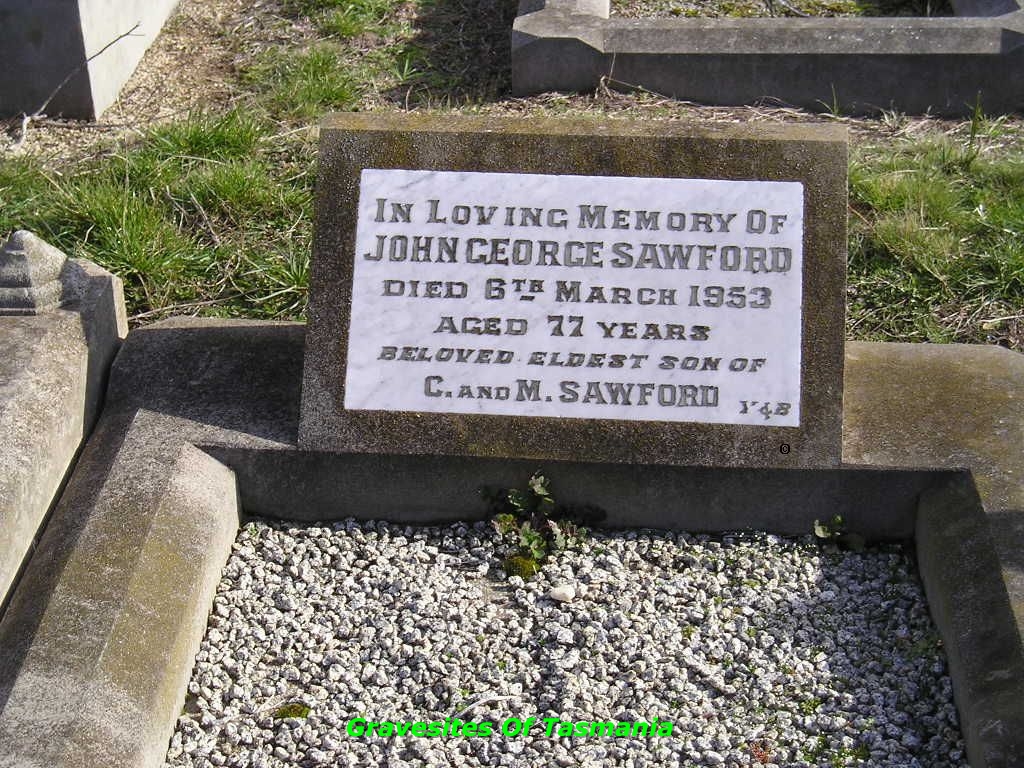 In Loving Memory Of
JOHN GEORGE SAWFORD
DIED 6TH MARCH 1953
AGED 77 YEARS
BELOVED ELDEST SON OF
C. AND M. SAWFORD
Y&B
Gravesites Of Tasmania